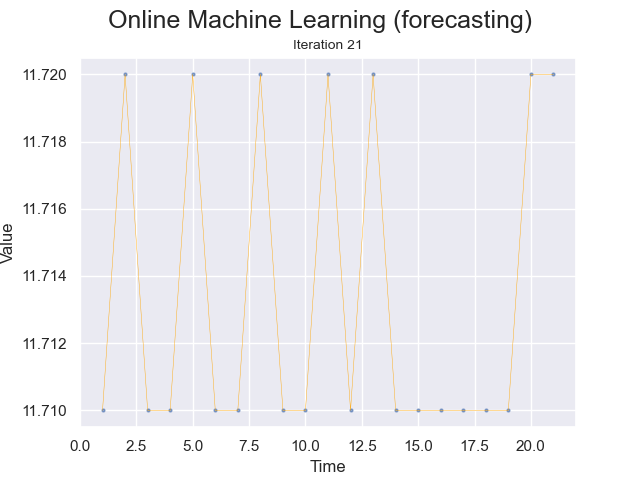 Online Machine Learning (forecasting)
Iteration 21
11.720
11.718
11.716
11.714
11.712
11.710
Value
0.0 2.5 5.0 7.5 10.0 12.5 15.0 17.5 20.0
Time